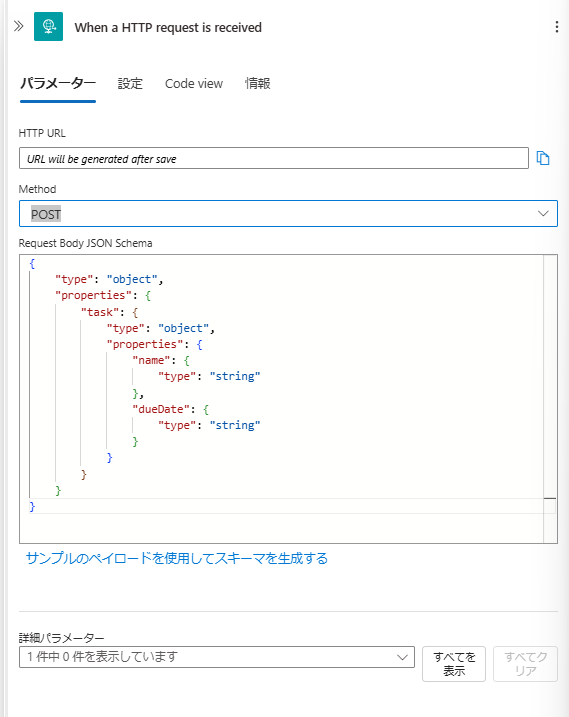 When a HTTP request is received
パラメーター 設定 Code view 情報
HTTP URL
URL will be generated after save
Method
POST
Request Body JSON Schema
{
"type": "object",
"properties": {
"task": {
"type": "object",
"properties": {
"name": {
"type": "string"
},
"dueDate": {
"type": "string"
}
}
}
}
}
サンプルのペイロードを使用してスキーマを生成する
詳細パラメーター
1 件中 0 件を表示しています
すべてを
表示
すべてク
リア